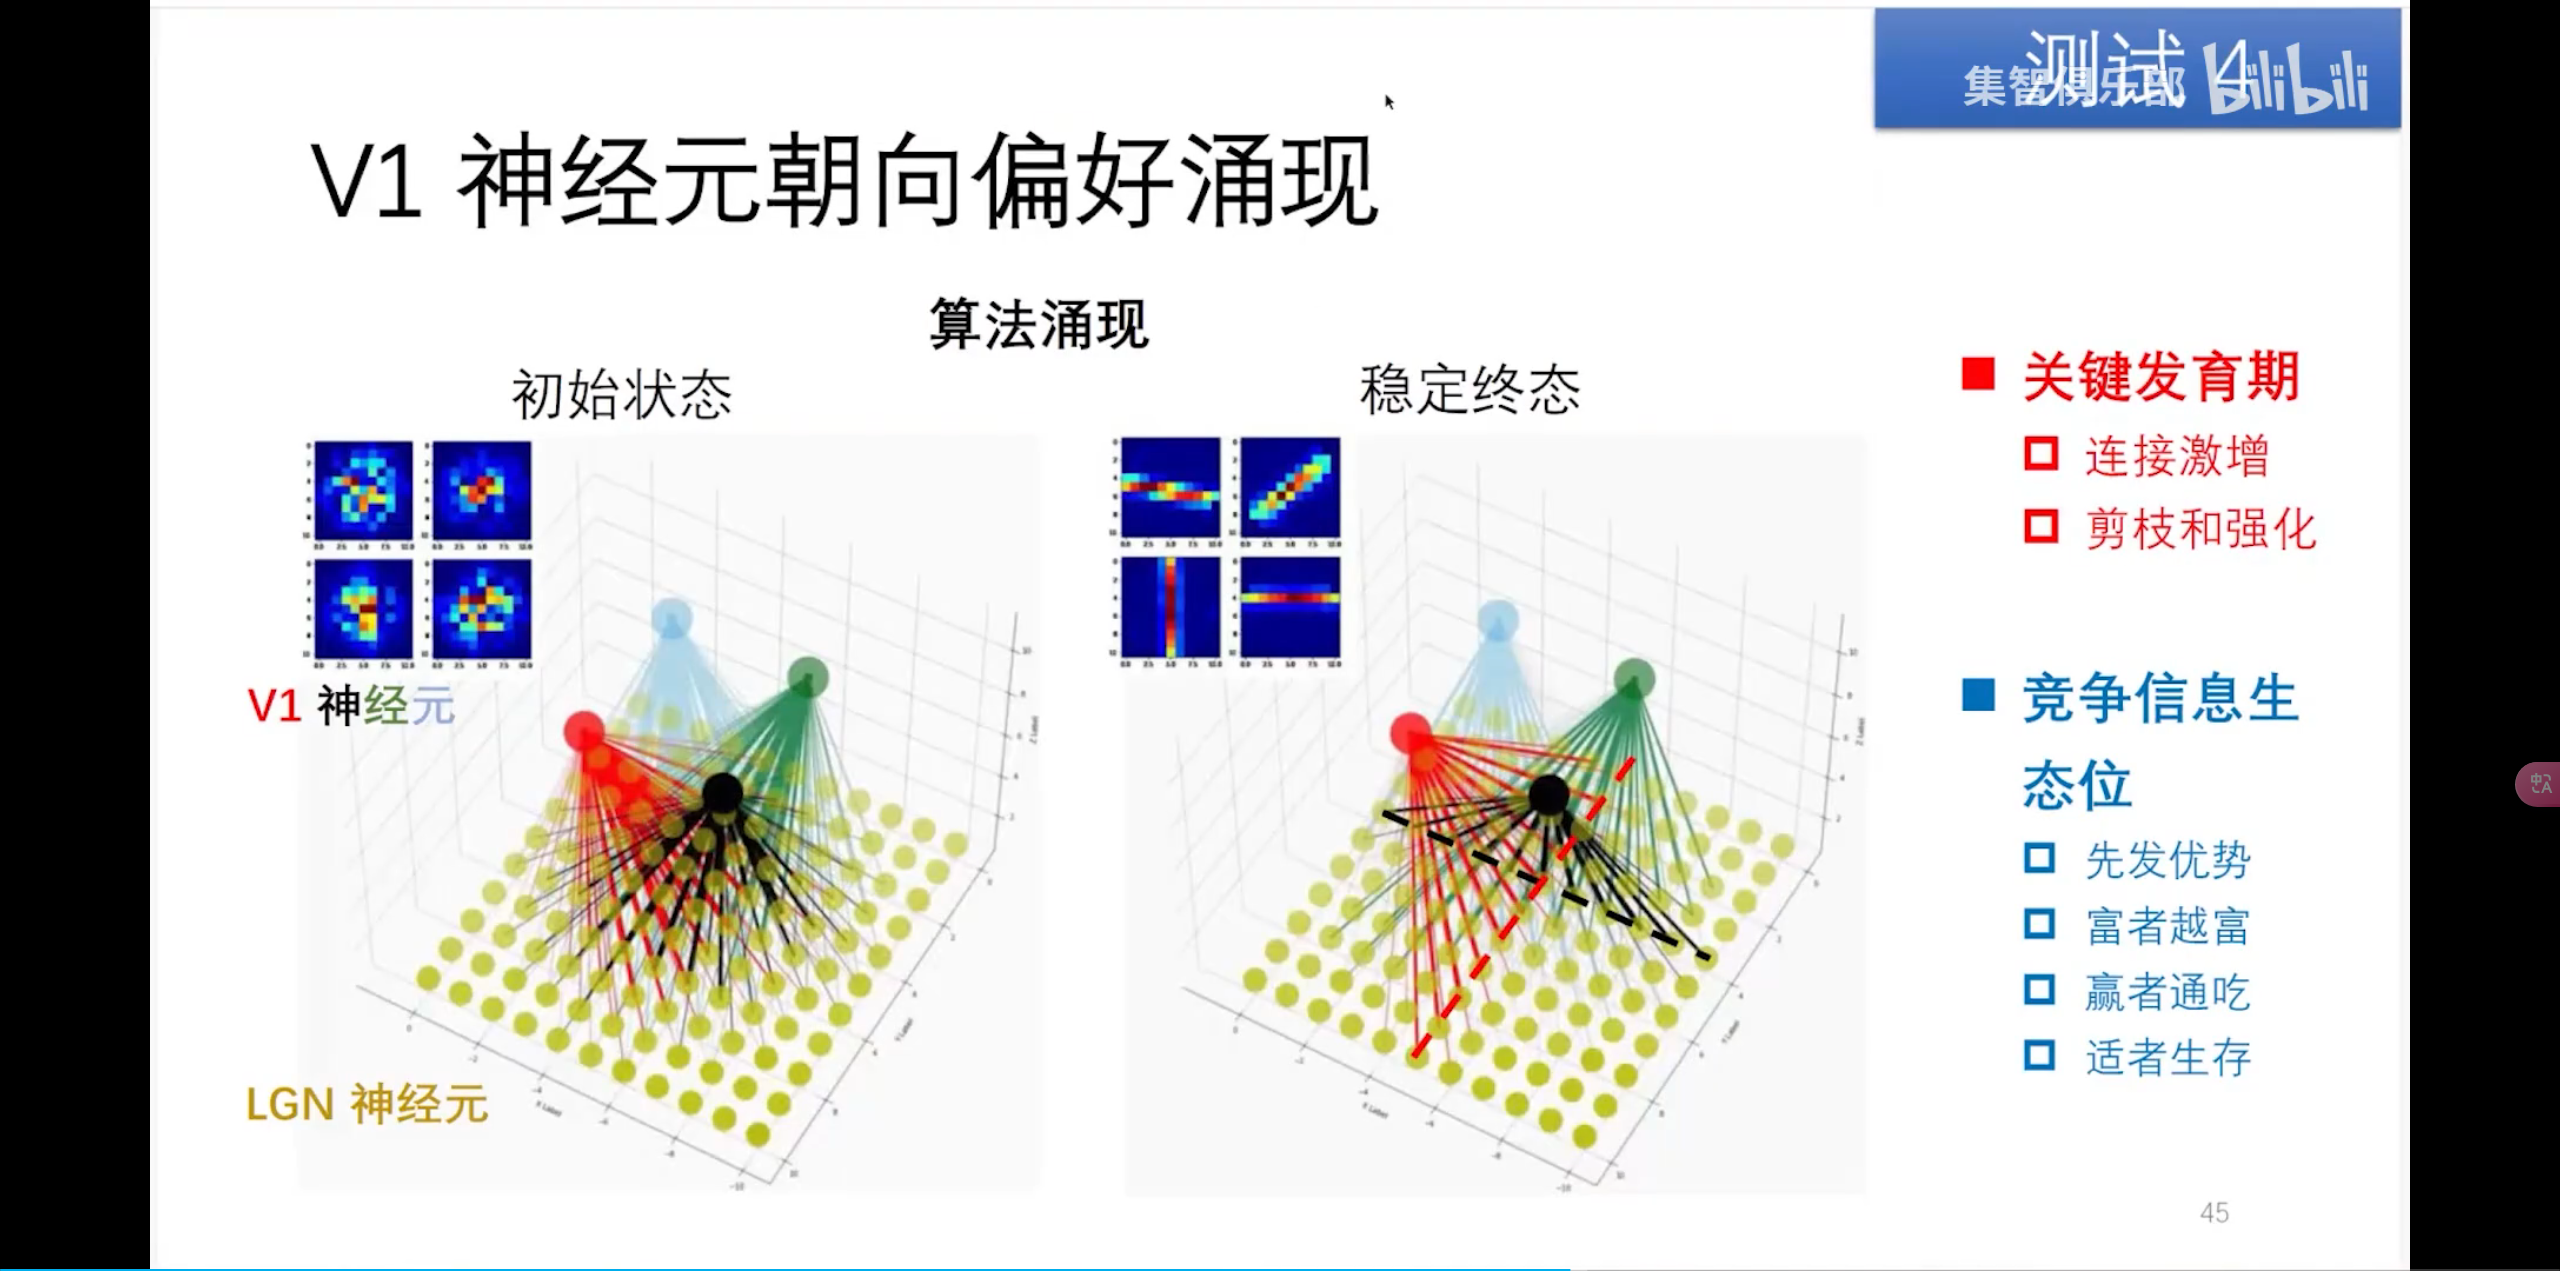 测试 4
集智俱乐部 bilibili
V1 神经元朝向偏好涌现
算法涌现
初始状态
稳定终态
V1 神经元
LGN 神经元
关键发育期
连接激增
剪枝和强化
竞争信息生
态位
先发优势
富者越富
赢者通吃
适者生存
45